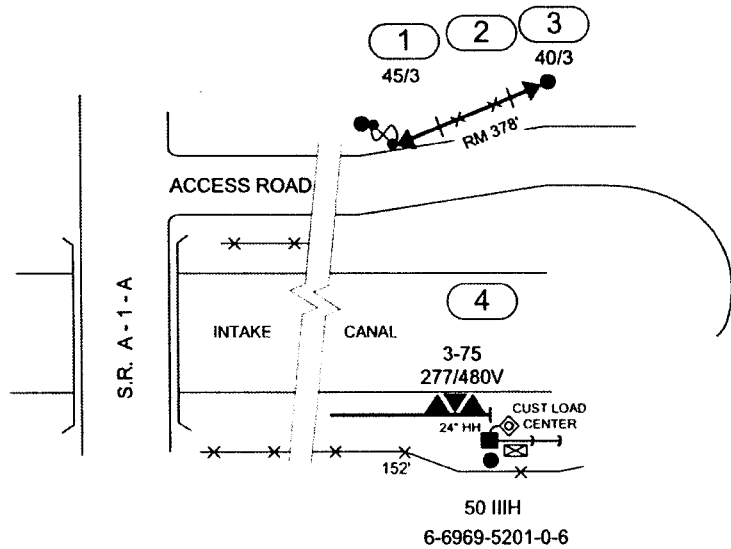 1 2 3
45/3 40/3
RM 378'
ACCESS ROAD
S.R. A-1-A
4
INTAKE CANAL
3-75
277/480V
CUST LOAD
CENTER
24" HH
152'
50 IIIH
6-6969-5201-0-6